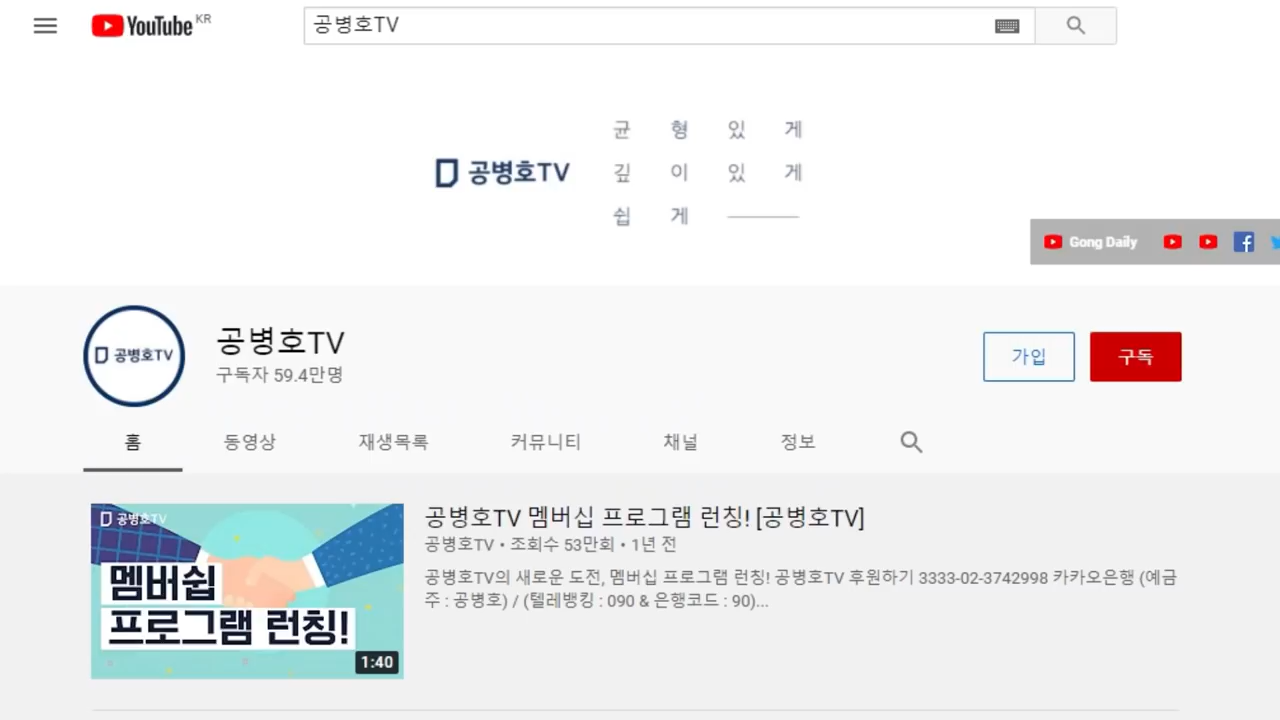 YouTube KR
공병호TV
균 형 있 게
공병호TV
깊 이 있 게
쉽 게
Gong Daily
공병호TV
공병호TV
구독자 59.4만명
가입
구독
홈 동영상 재생목록 커뮤니티 채널 정보
공병호TV
멤버쉽
프로그램 런칭!
1:40
공병호TV 멤버십 프로그램 런칭! [공병호TV]
공병호TV • 조회수 53만회 • 1년 전
공병호TV의 새로운 도전, 멤버십 프로그램 런칭! 공병호TV 후원하기 3333-02-3742998 카카오은행 (예금
주 : 공병호) / (텔레뱅킹 : 090 & 은행코드 : 90)...